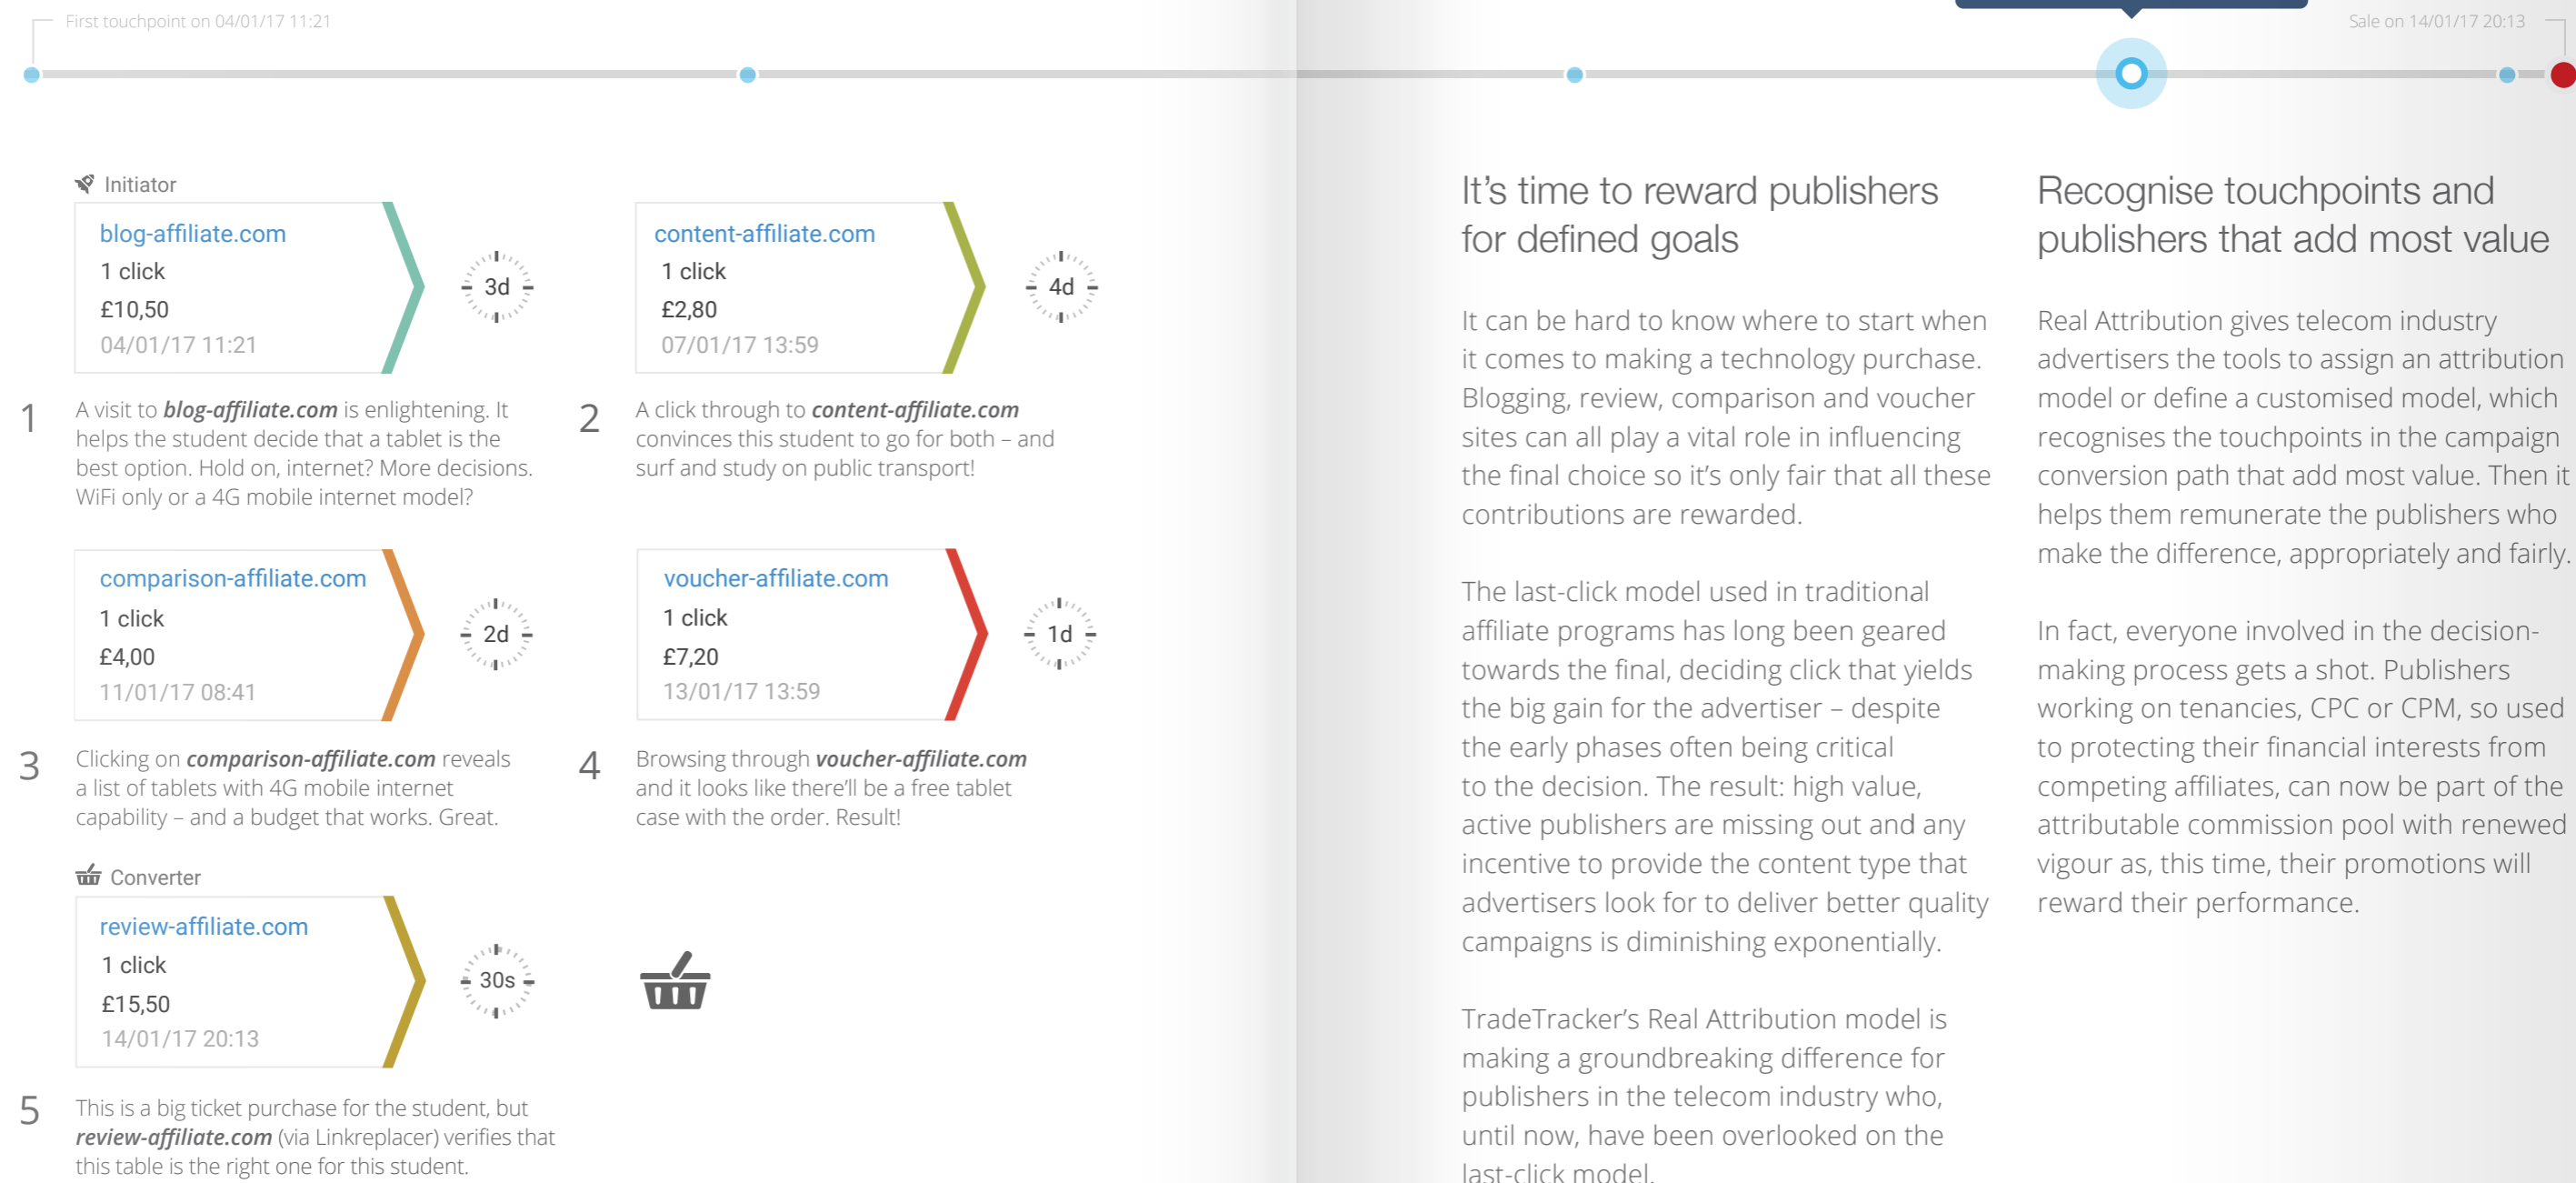 First touchpoint on 04/01/17 11:21
Sale on 14/01/17 20:13
Initiator
blog-affiliate.com
1 click
£10,50
04/01/17 11:21
3d
1
A visit to blog-affiliate.com is enlightening. It
helps the student decide that a tablet is the
best option. Hold on, internet? More decisions.
WiFi only or a 4G mobile internet model?
content-affiliate.com
1 click
£2,80
07/01/17 13:59
4d
2
A click through to content-affiliate.com
convinces this student to go for both – and
surf and study on public transport!
comparison-affiliate.com
1 click
£4,00
11/01/17 08:41
2d
3
Clicking on comparison-affiliate.com reveals
a list of tablets with 4G mobile internet
capability – and a budget that works. Great.
voucher-affiliate.com
1 click
£7,20
13/01/17 13:59
1d
4
Browsing through voucher-affiliate.com
and it looks like there'll be a free tablet
case with the order. Result!
Converter
review-affiliate.com
1 click
£15,50
14/01/17 20:13
30s
5
This is a big ticket purchase for the student, but
review-affiliate.com (via Linkreplacer) verifies that
this table is the right one for this student.
It's time to reward publishers
for defined goals
It can be hard to know where to start when
it comes to making a technology purchase.
Blogging, review, comparison and voucher
sites can all play a vital role in influencing
the final choice so it's only fair that all these
contributions are rewarded.
The last-click model used in traditional
affiliate programs has long been geared
towards the final, deciding click that yields
the big gain for the advertiser – despite
the early phases often being critical
to the decision. The result: high value,
active publishers are missing out and any
incentive to provide the content type that
advertisers look for to deliver better quality
campaigns is diminishing exponentially.
TradeTracker's Real Attribution model is
making a groundbreaking difference for
publishers in the telecom industry who,
until now, have been overlooked on the
last-click model.
Recognise touchpoints and
publishers that add most value
Real Attribution gives telecom industry
advertisers the tools to assign an attribution
model or define a customised model, which
recognises the touchpoints in the campaign
conversion path that add most value. Then it
helps them remunerate the publishers who
make the difference, appropriately and fairly.
In fact, everyone involved in the decision-
making process gets a shot. Publishers
working on tenancies, CPC or CPM, so used
to protecting their financial interests from
competing affiliates, can now be part of the
attributable commission pool with renewed
vigour as, this time, their promotions will
reward their performance.